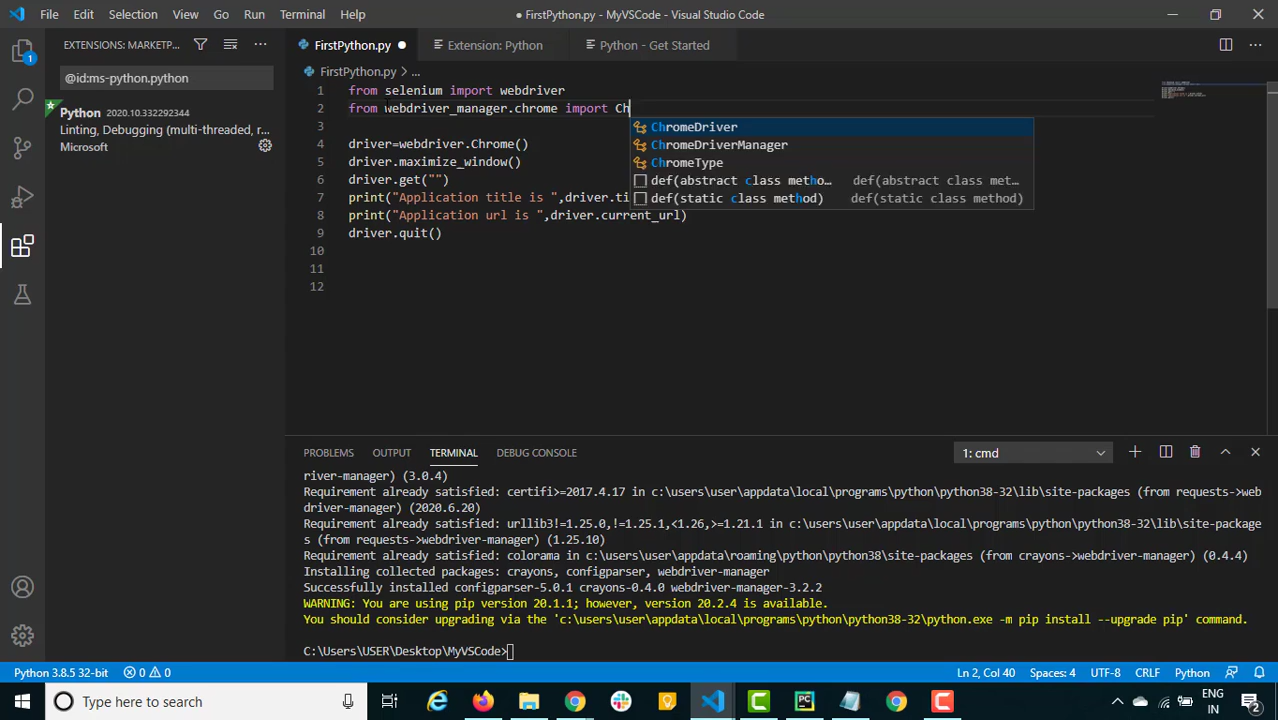 File Edit Selection View Go Run Terminal Help ● FirstPython.py - MyVSCode - Visual Studio Code
EXTENSIONS: MARKETP... ···
FirstPython.py ● Extension: Python Python - Get Started ···
@id:ms-python.python
Python 2020.10.332292344
Linting, Debugging (multi-threaded, r...
Microsoft
1
FirstPython.py > ...
1 from selenium import webdriver
2 from webdriver_manager.chrome import Ch
3
4 driver=webdriver.Chrome()
5 driver.maximize_window()
6 driver.get("")
7 print("Application title is ",driver.ti
8 print("Application url is ",driver.current_url)
9 driver.quit()
10
11
12
ChromeDriver
ChromeDriverManager
ChromeType
def(abstract class metho... def(abstract class met...
def(static class method) def(static class method)
PROBLEMS OUTPUT TERMINAL DEBUG CONSOLE 1: cmd
river-manager) (3.0.4)
Requirement already satisfied: certifi>=2017.4.17 in c:\users\user\appdata\local\programs\python\python38-32\lib\site-packages (from requests->web
driver-manager) (2020.6.20)
Requirement already satisfied: urllib3!=1.25.0,!=1.25.1,<1.26,>=1.21.1 in c:\users\user\appdata\local\programs\python\python38-32\lib\site-package
s (from requests->webdriver-manager) (1.25.10)
Requirement already satisfied: colorama in c:\users\user\appdata\roaming\python\python38\site-packages (from crayons->webdriver-manager) (0.4.4)
Installing collected packages: crayons, configparser, webdriver-manager
Successfully installed configparser-5.0.1 crayons-0.4.0 webdriver-manager-3.2.2
WARNING: You are using pip version 20.1.1; however, version 20.2.4 is available.
You should consider upgrading via the 'c:\users\user\appdata\local\programs\python\python38-32\python.exe -m pip install --upgrade pip' command.
C:\Users\USER\Desktop\MyVSCode>
Python 3.8.5 32-bit 0 0 Ln 2, Col 40 Spaces: 4 UTF-8 CRLF Python
Type here to search
ENG
IN
2